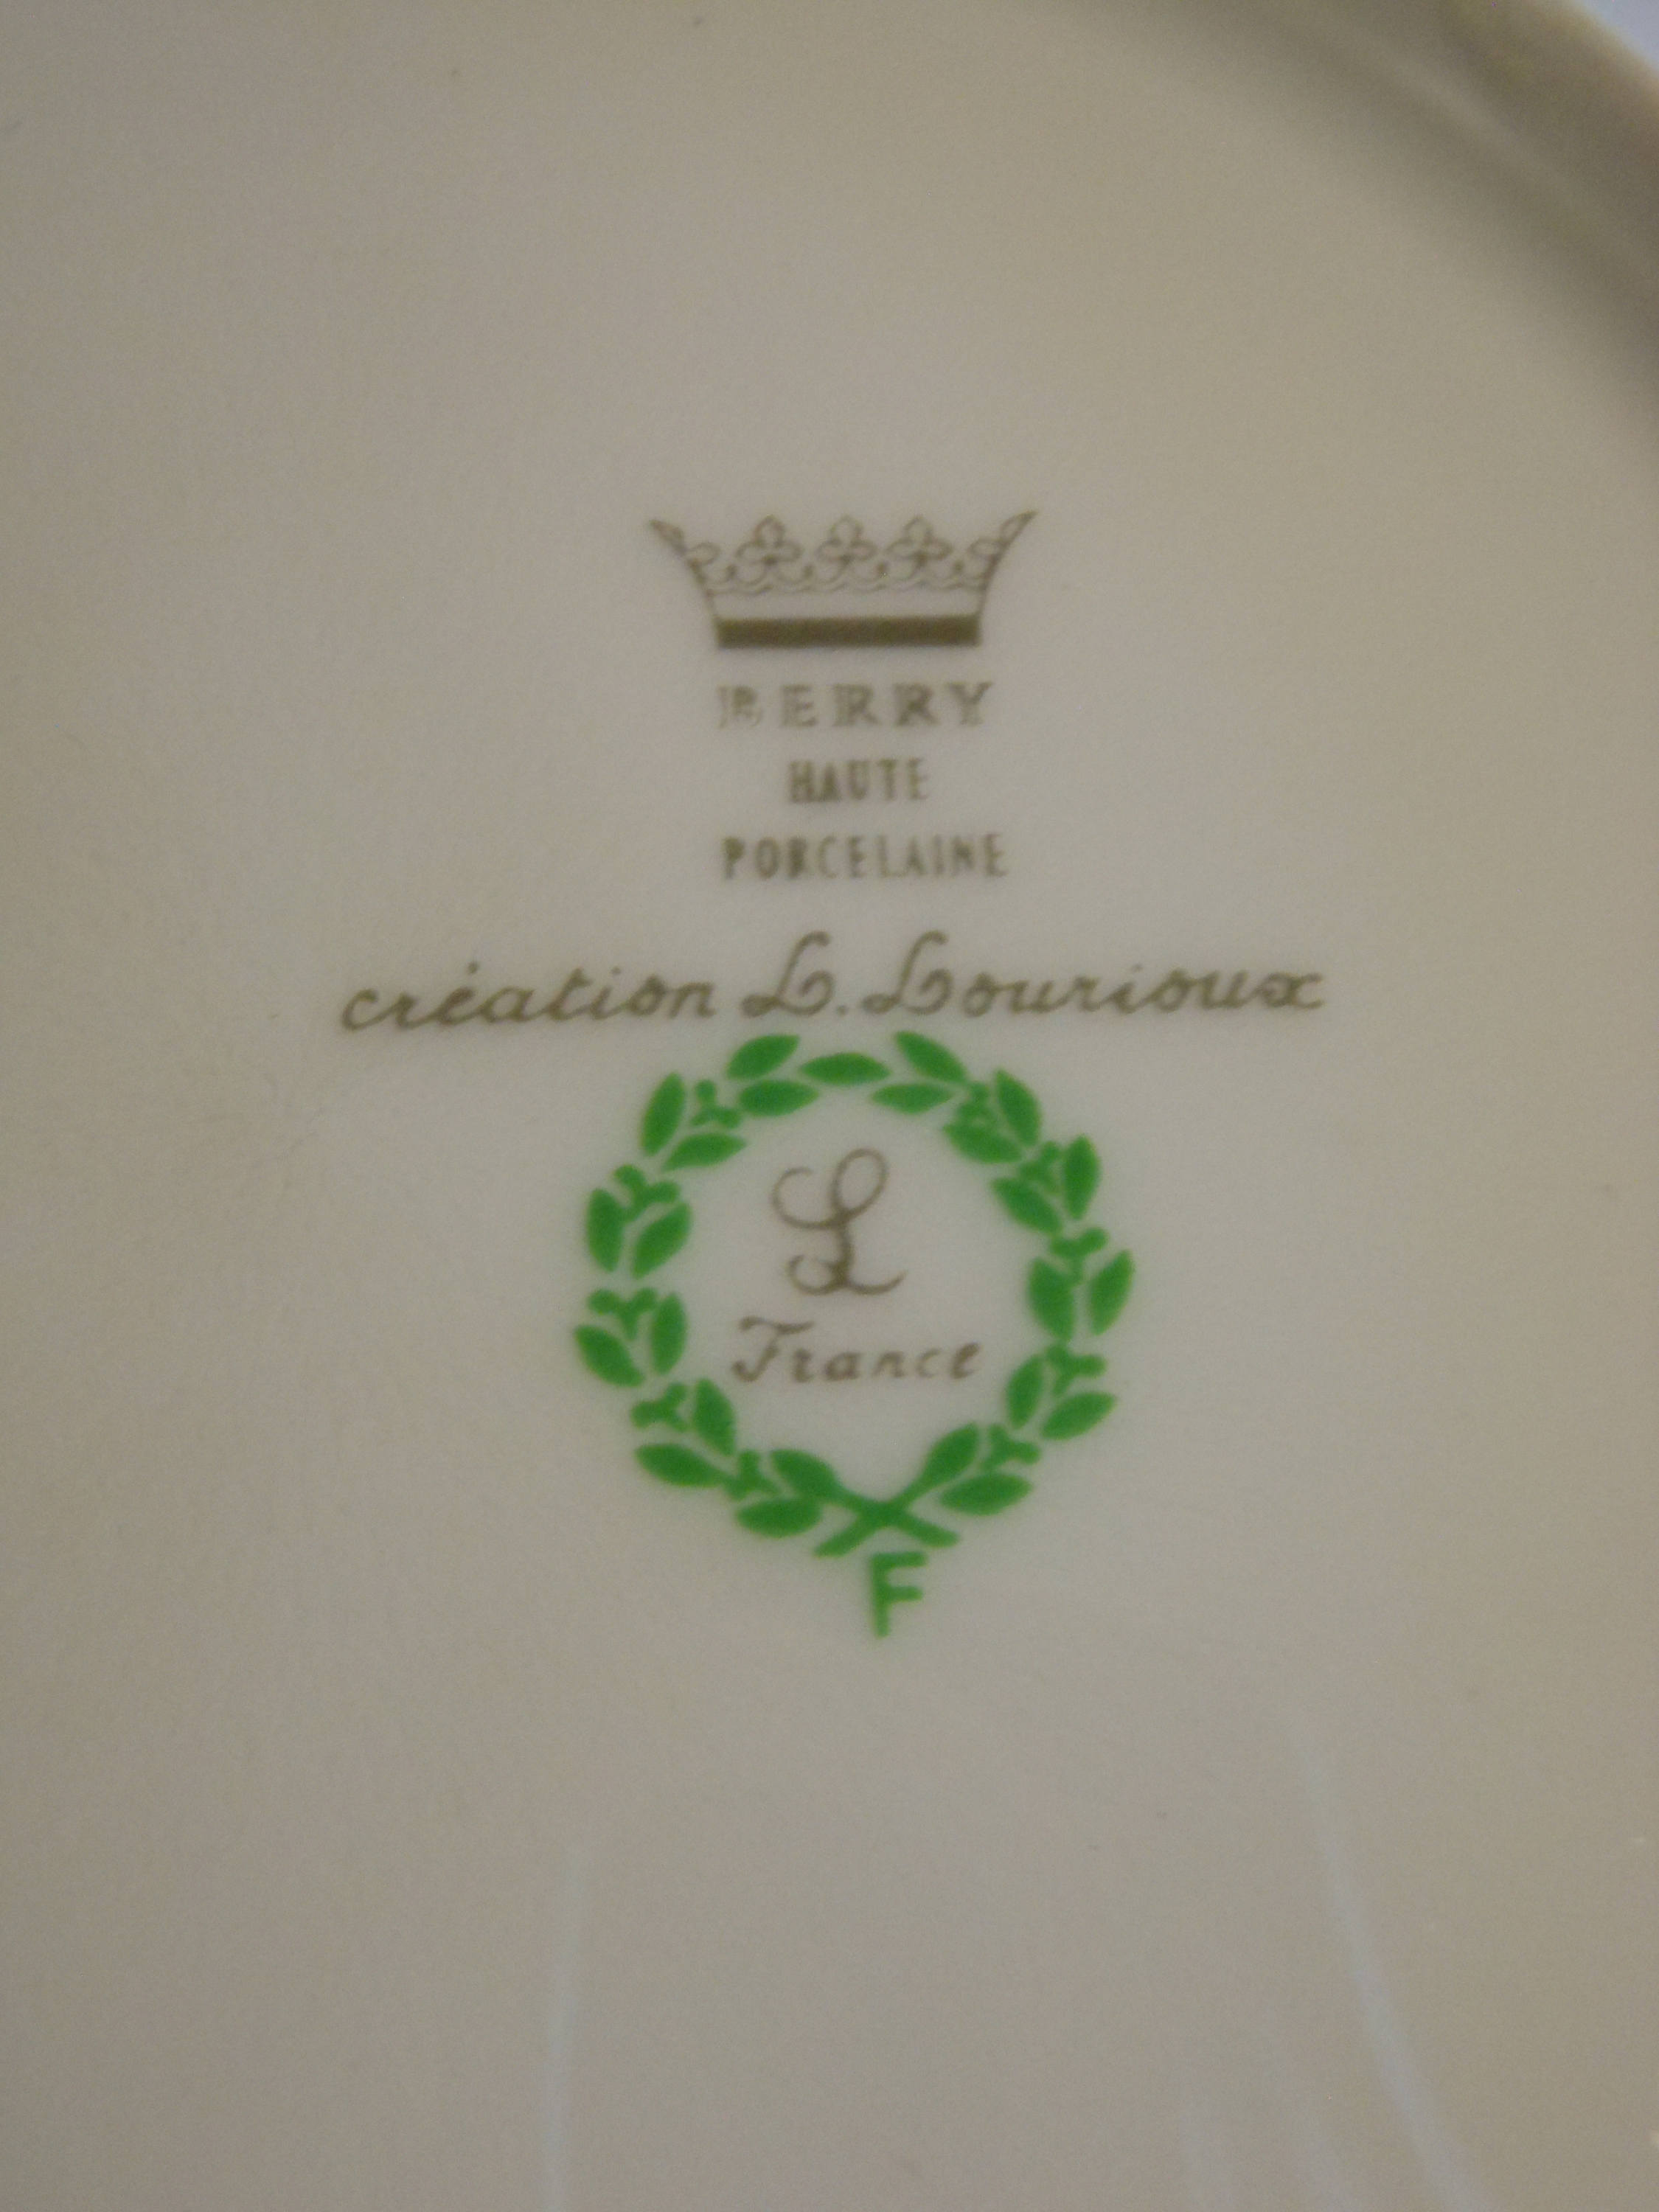 BERRY
HAUTE
PORCELAINE
création L. Lourioux
L
France
F